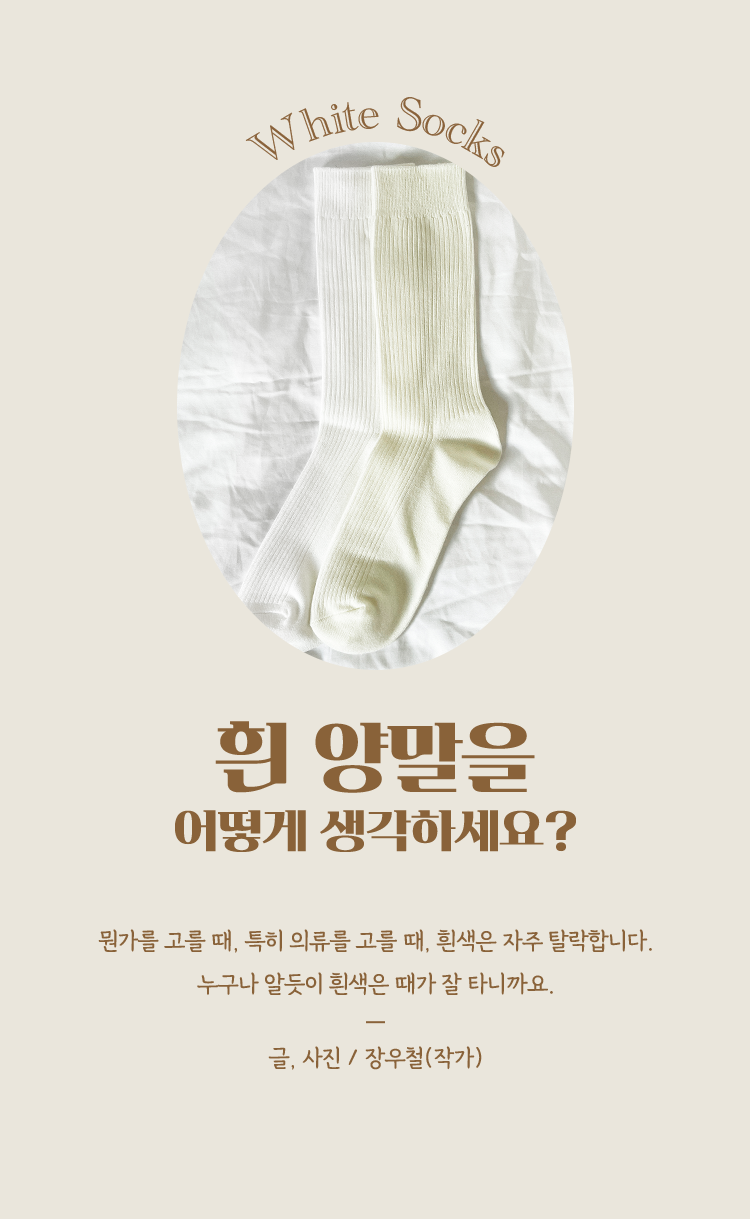 White Socks
흰 양말을
어떻게 생각하세요?
뭔가를 고를 때, 특히 의류를 고를 때, 흰색은 자주 탈락합니다.
누구나 알듯이 흰색은 때가 잘 타니까요.
—
글, 사진 / 장우철(작가)